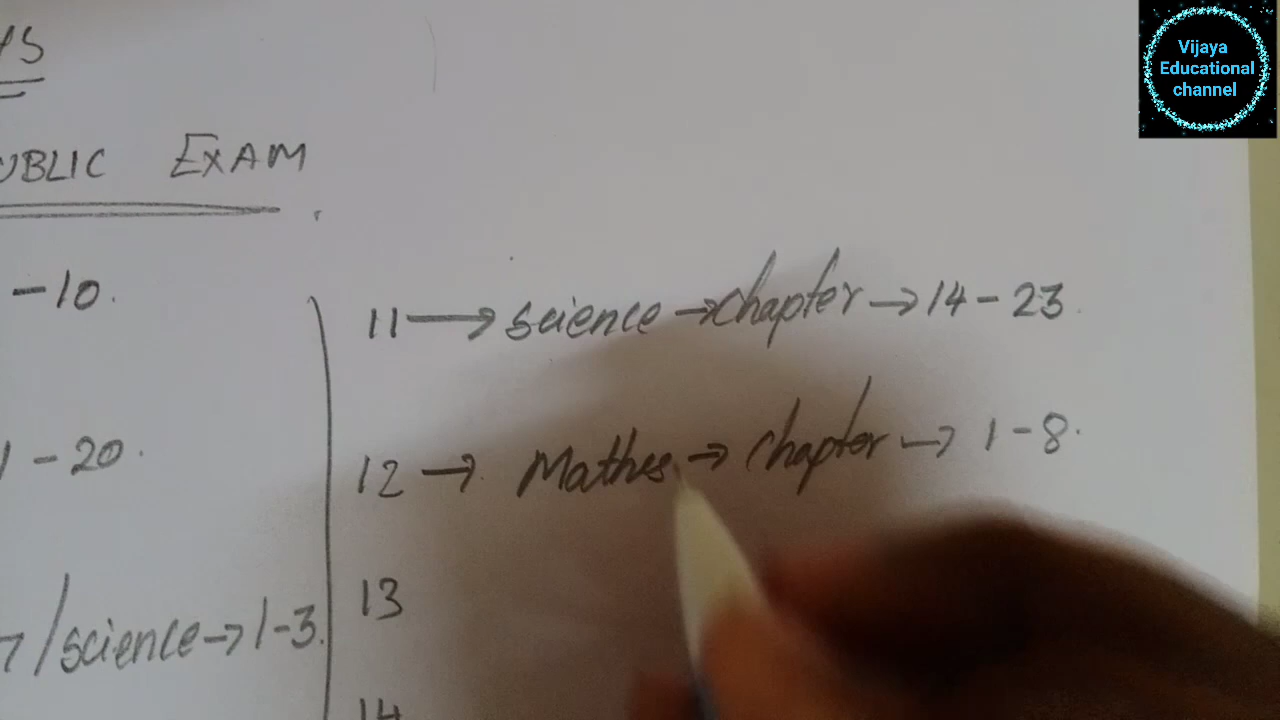 UBLIC EXAM
-10.
- 20.
/science → 1-3.
11 → science → chapter → 14 - 23.
12 → Mathes → chapter → 1 - 8.
13
14
Vijaya
Educational
channel